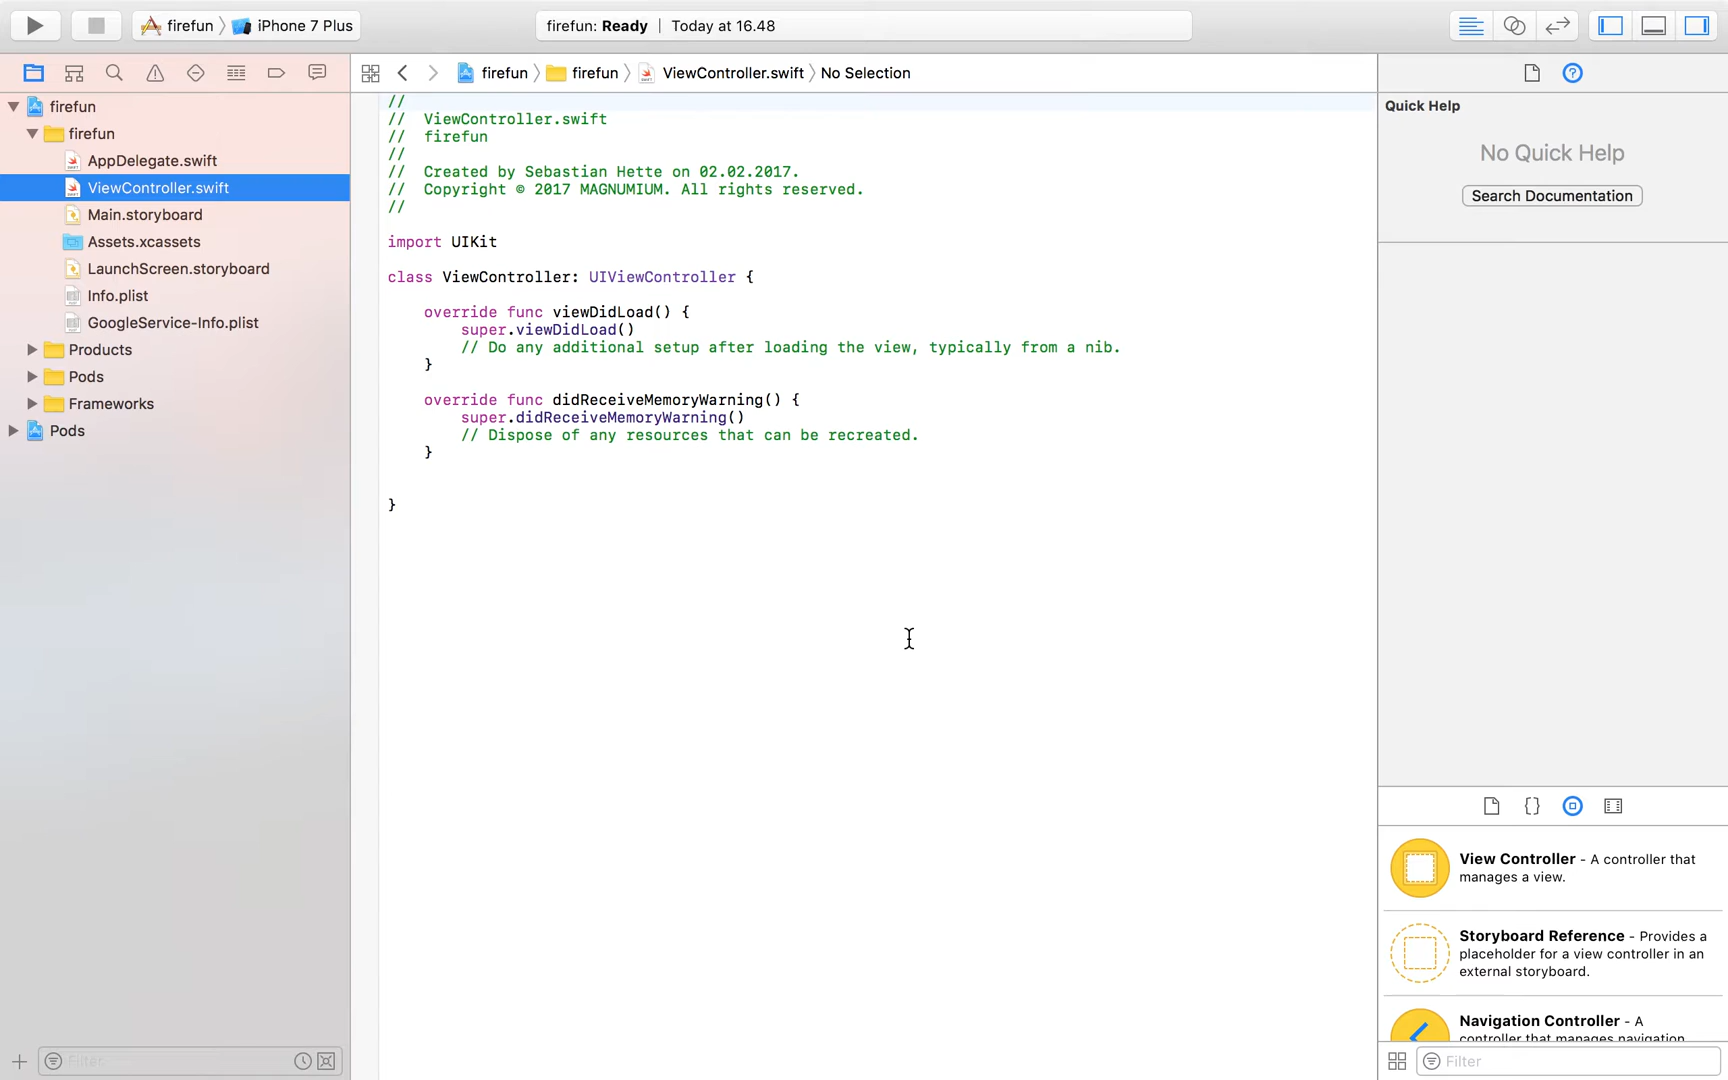 firefun iPhone 7 Plus
firefun: Ready | Today at 16.48
firefun firefun ViewController.swift No Selection
firefun
firefun
AppDelegate.swift
ViewController.swift
Main.storyboard
Assets.xcassets
LaunchScreen.storyboard
Info.plist
GoogleService-Info.plist
Products
Pods
Frameworks
Pods
Filter
//
//  ViewController.swift
//  firefun
//
//  Created by Sebastian Hette on 02.02.2017.
//  Copyright © 2017 MAGNUMIUM. All rights reserved.
//
import UIKit
class ViewController: UIViewController {
    override func viewDidLoad() {
        super.viewDidLoad()
        // Do any additional setup after loading the view, typically from a nib.
    }
    override func didReceiveMemoryWarning() {
        super.didReceiveMemoryWarning()
        // Dispose of any resources that can be recreated.
    }
}
Quick Help
No Quick Help
Search Documentation
{}
View Controller - A controller that
manages a view.
Storyboard Reference - Provides a
placeholder for a view controller in an
external storyboard.
Navigation Controller - A
controller that manages navigation
Filter